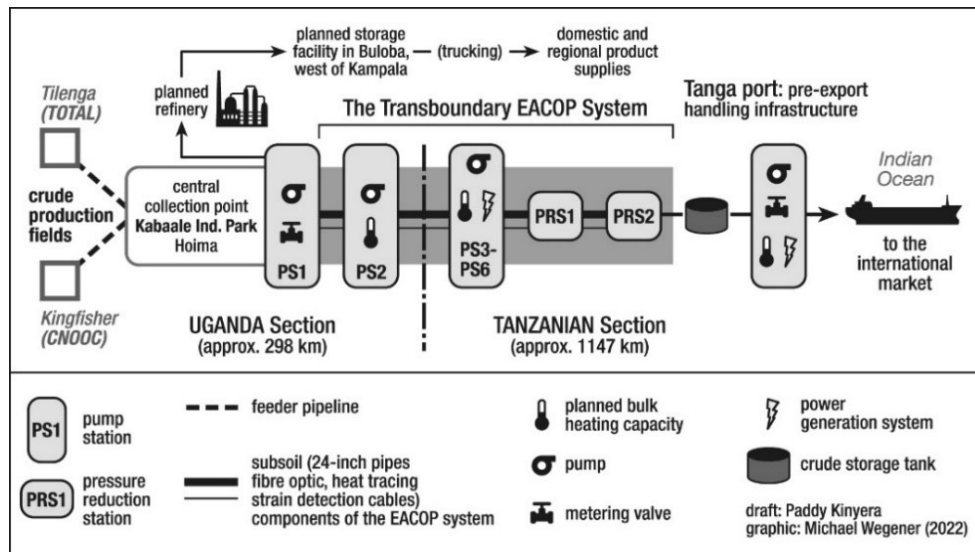 planned storage
facility in Buloba,
west of Kampala
(trucking)
domestic and
regional product
supplies
Tilenga
(TOTAL)
planned
refinery
The Transboundary EACOP System
Tanga port: pre-export
handling infrastructure
crude
production
fields
central
collection point
Kabaale Ind. Park
Hoima
PS1
PS2
PS3-
PS6
PRS1
PRS2
Indian
Ocean
to the
international
market
Kingfisher
(CNOOC)
UGANDA Section
(approx. 298 km)
TANZANIAN Section
(approx. 1147 km)
PS1
pump
station
PRS1
pressure
reduction
station
feeder pipeline
subsoil (24-inch pipes
fibre optic, heat tracing
strain detection cables)
components of the EACOP system
planned bulk
heating capacity
pump
metering valve
power
generation system
crude storage tank
draft: Paddy Kinyera
graphic: Michael Wegener (2022)